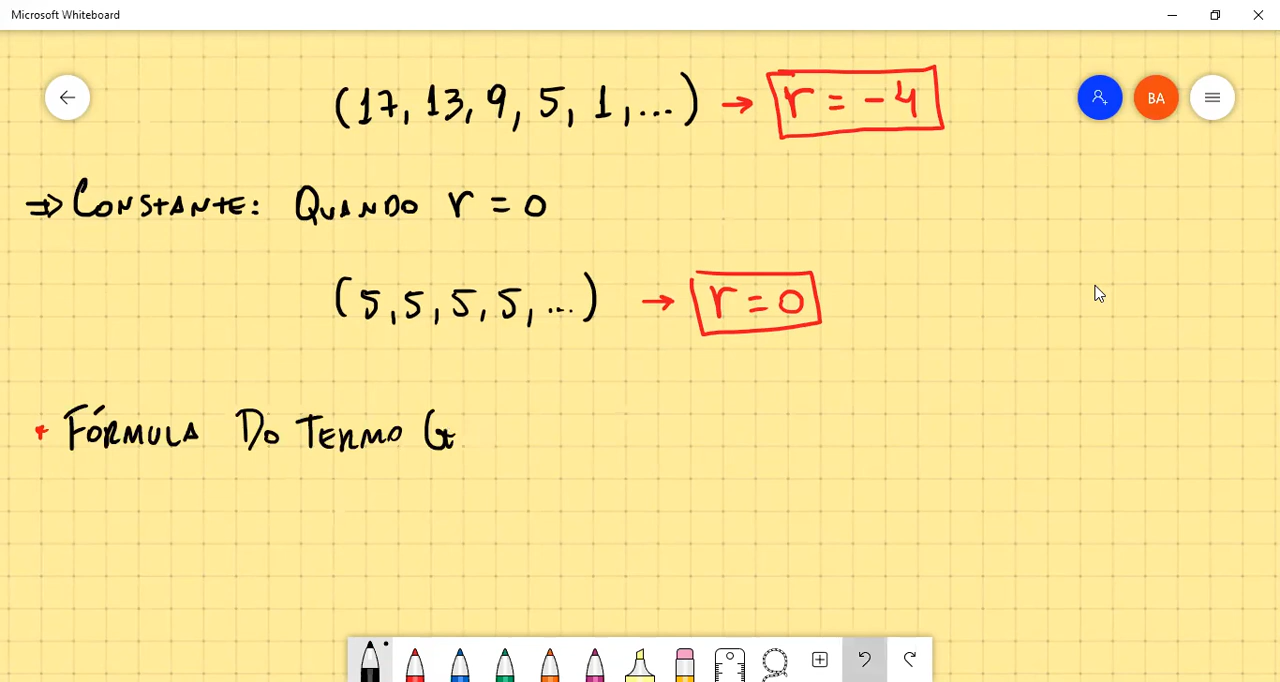 Microsoft Whiteboard
(17, 13, 9, 5, 1, ...) → r = -4
BA
⇒ CONSTANTE: QUANDO r = 0
(5, 5, 5, 5, ...) → r = 0
* FÓRMULA DO TERMO GE